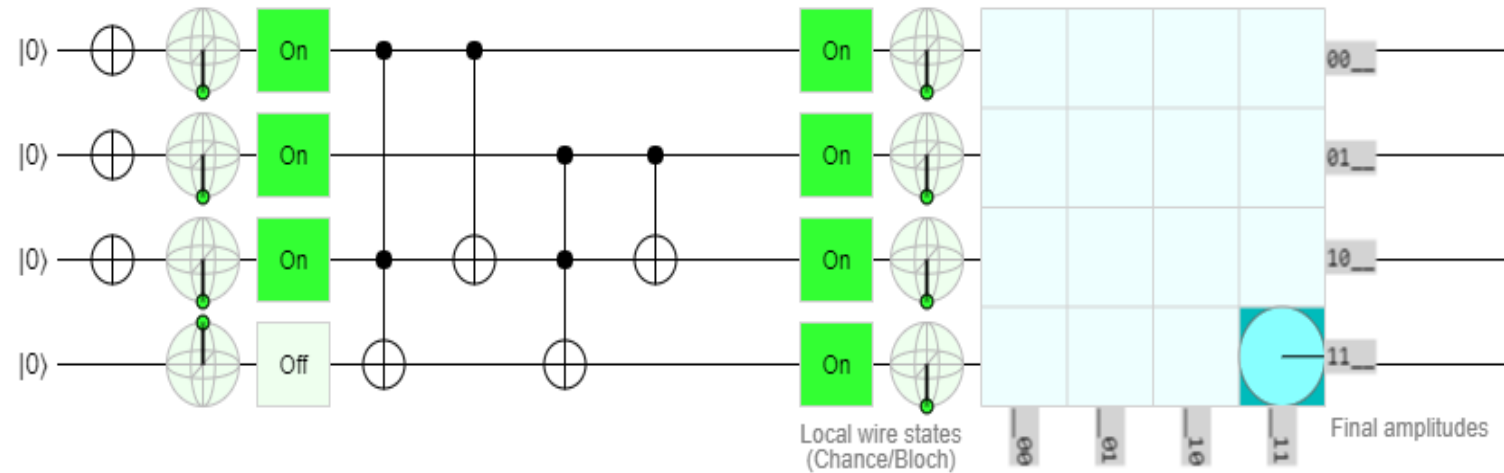 |0⟩ On On 00__
|0⟩ On On 01__
|0⟩ On On 10__
|0⟩ Off On 11__
__00 __01 __10 __11
Local wire states
(Chance/Bloch)
Final amplitudes